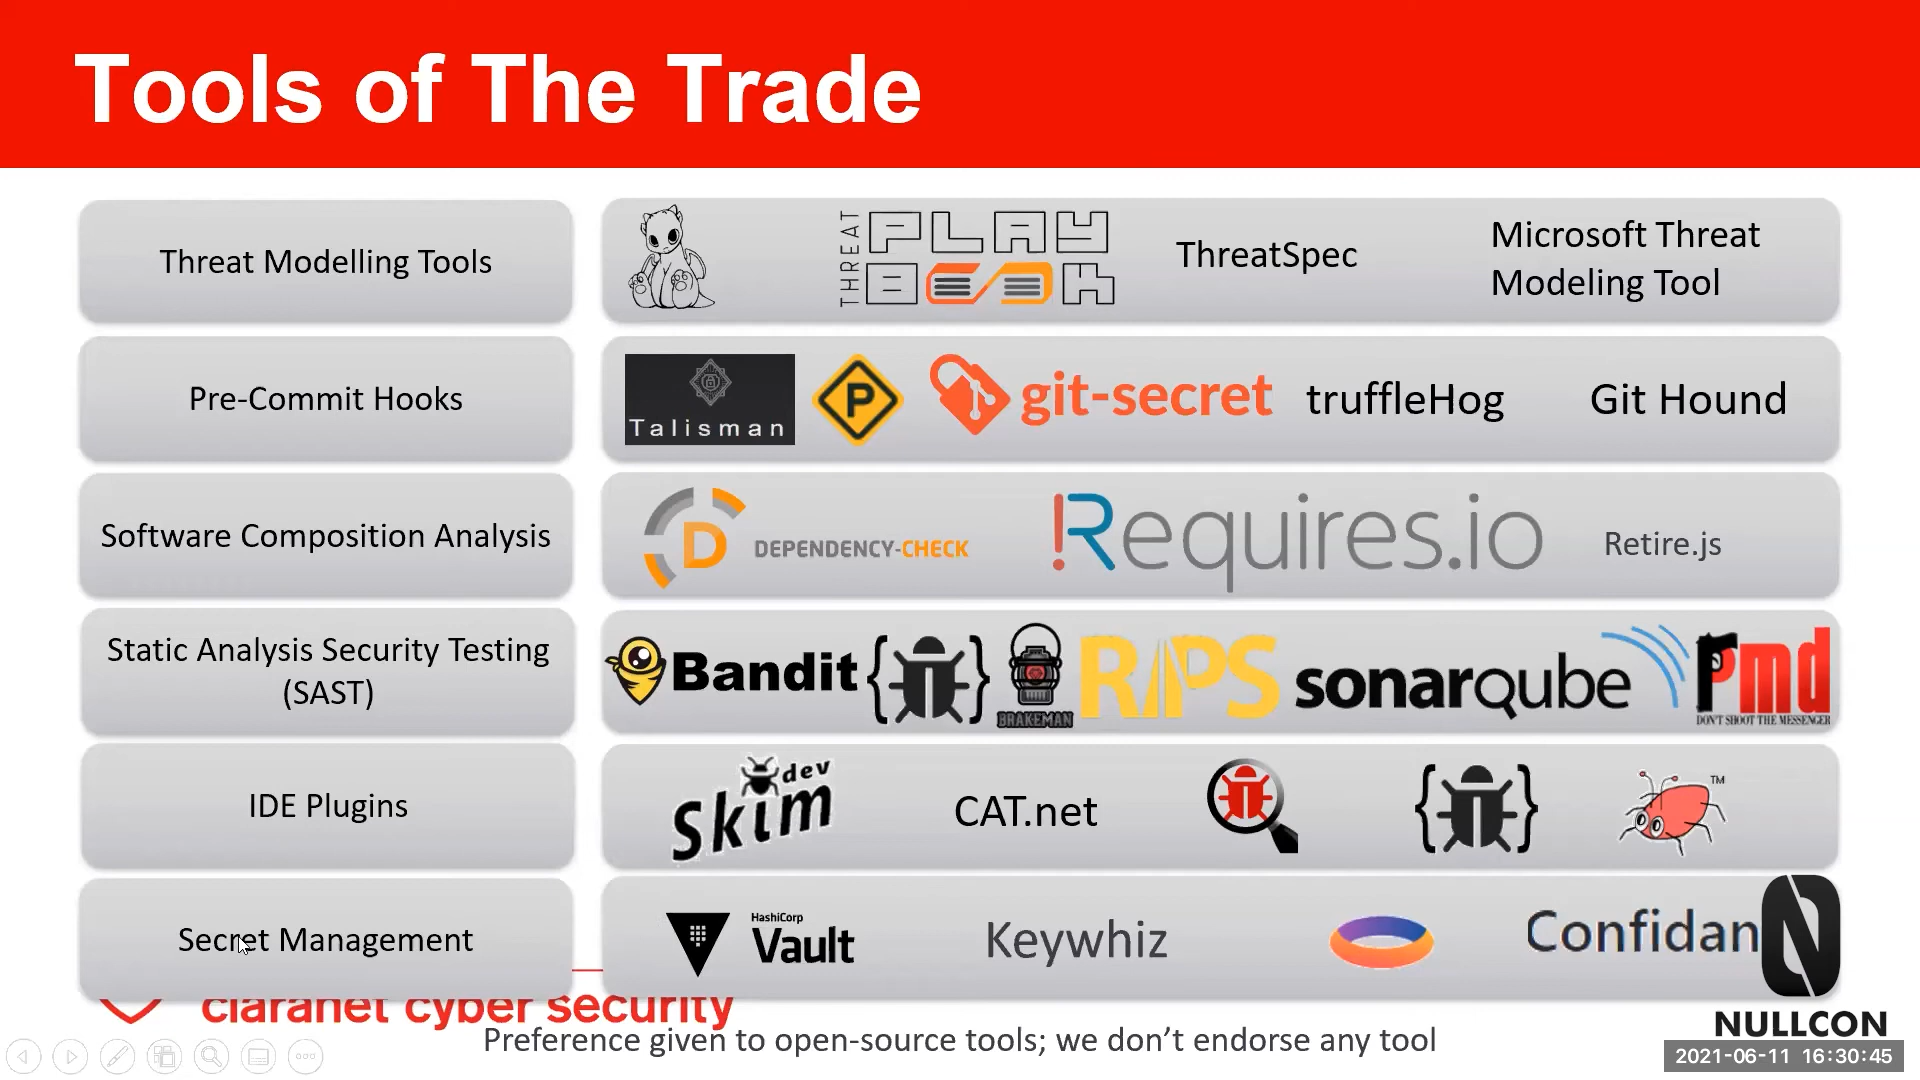 Tools of The Trade
Threat Modelling Tools
THREAT
PLAY
BOOK
ThreatSpec
Microsoft Threat
Modeling Tool
Pre-Commit Hooks
Talisman
P
git-secret
truffleHog
Git Hound
Software Composition Analysis
D
DEPENDENCY-CHECK
!Requires.io
Retire.js
Static Analysis Security Testing
(SAST)
Bandit
BRAKEMAN
RIPS
sonarqube
Pmd
DON'T SHOOT THE MESSENGER
IDE Plugins
dev
Skim
CAT.net
TM
Secret Management
HashiCorp
Vault
Keywhiz
Confidan
N
claranet cyber security
Preference given to open-source tools; we don’t endorse any tool
NULLCON
2021-06-11 16:30:45